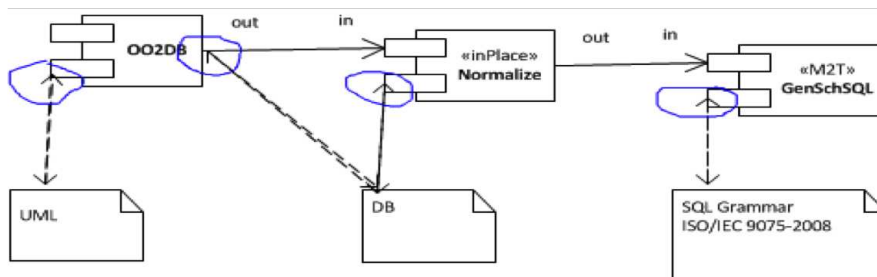 out
in
OO2DB
«inPlace»
Normalize
out
in
«M2T»
GenSchSQL
UML
DB
SQL Grammar
ISO/IEC 9075-2008